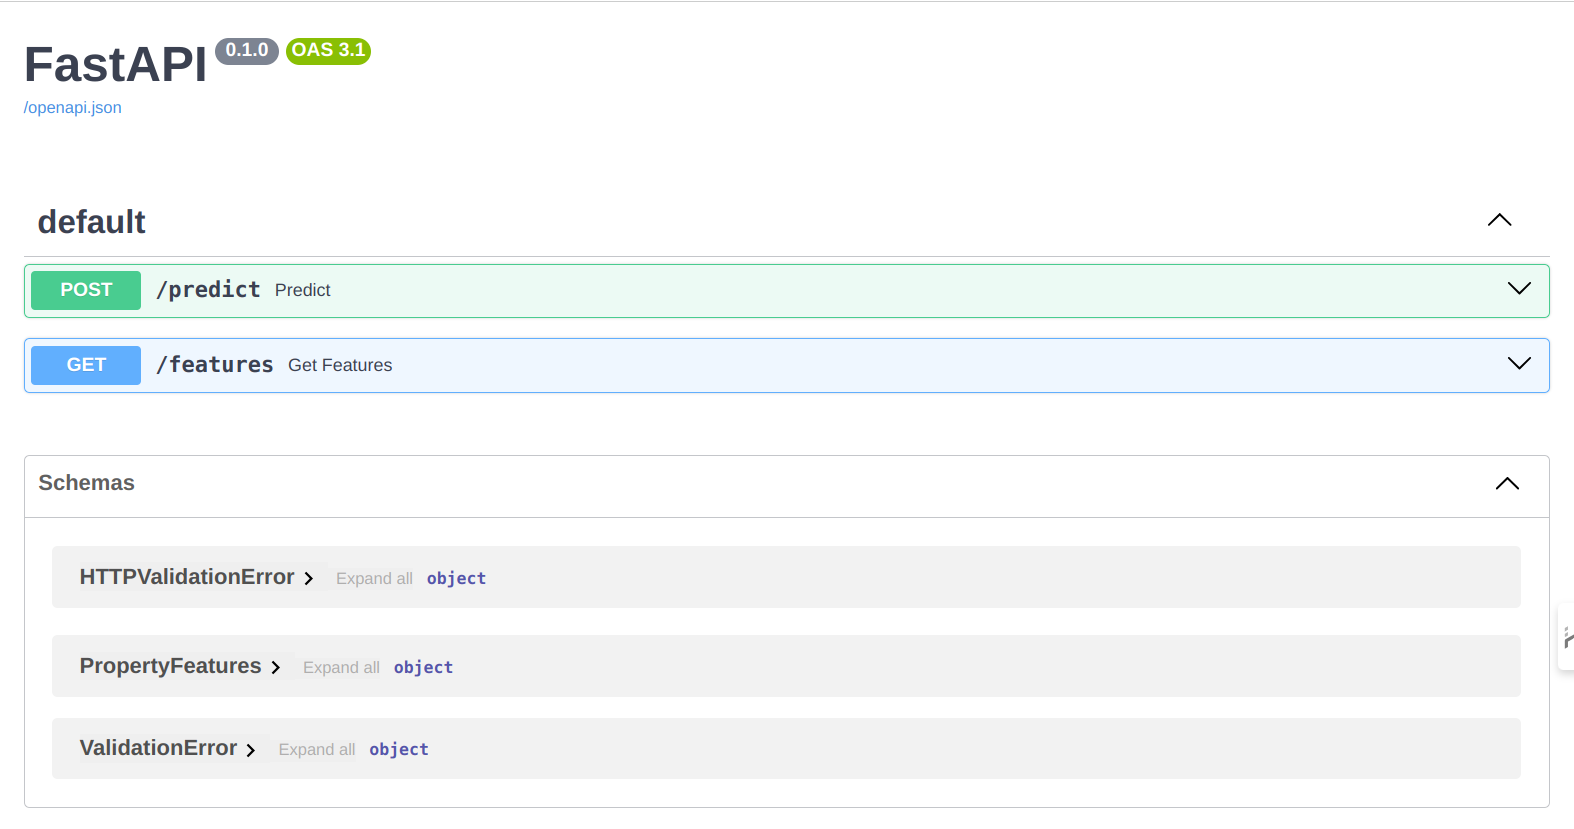 FastAPI 0.1.0 OAS 3.1
/openapi.json
default
POST /predict Predict
GET /features Get Features
Schemas
HTTPValidationError Expand all object
PropertyFeatures Expand all object
ValidationError Expand all object